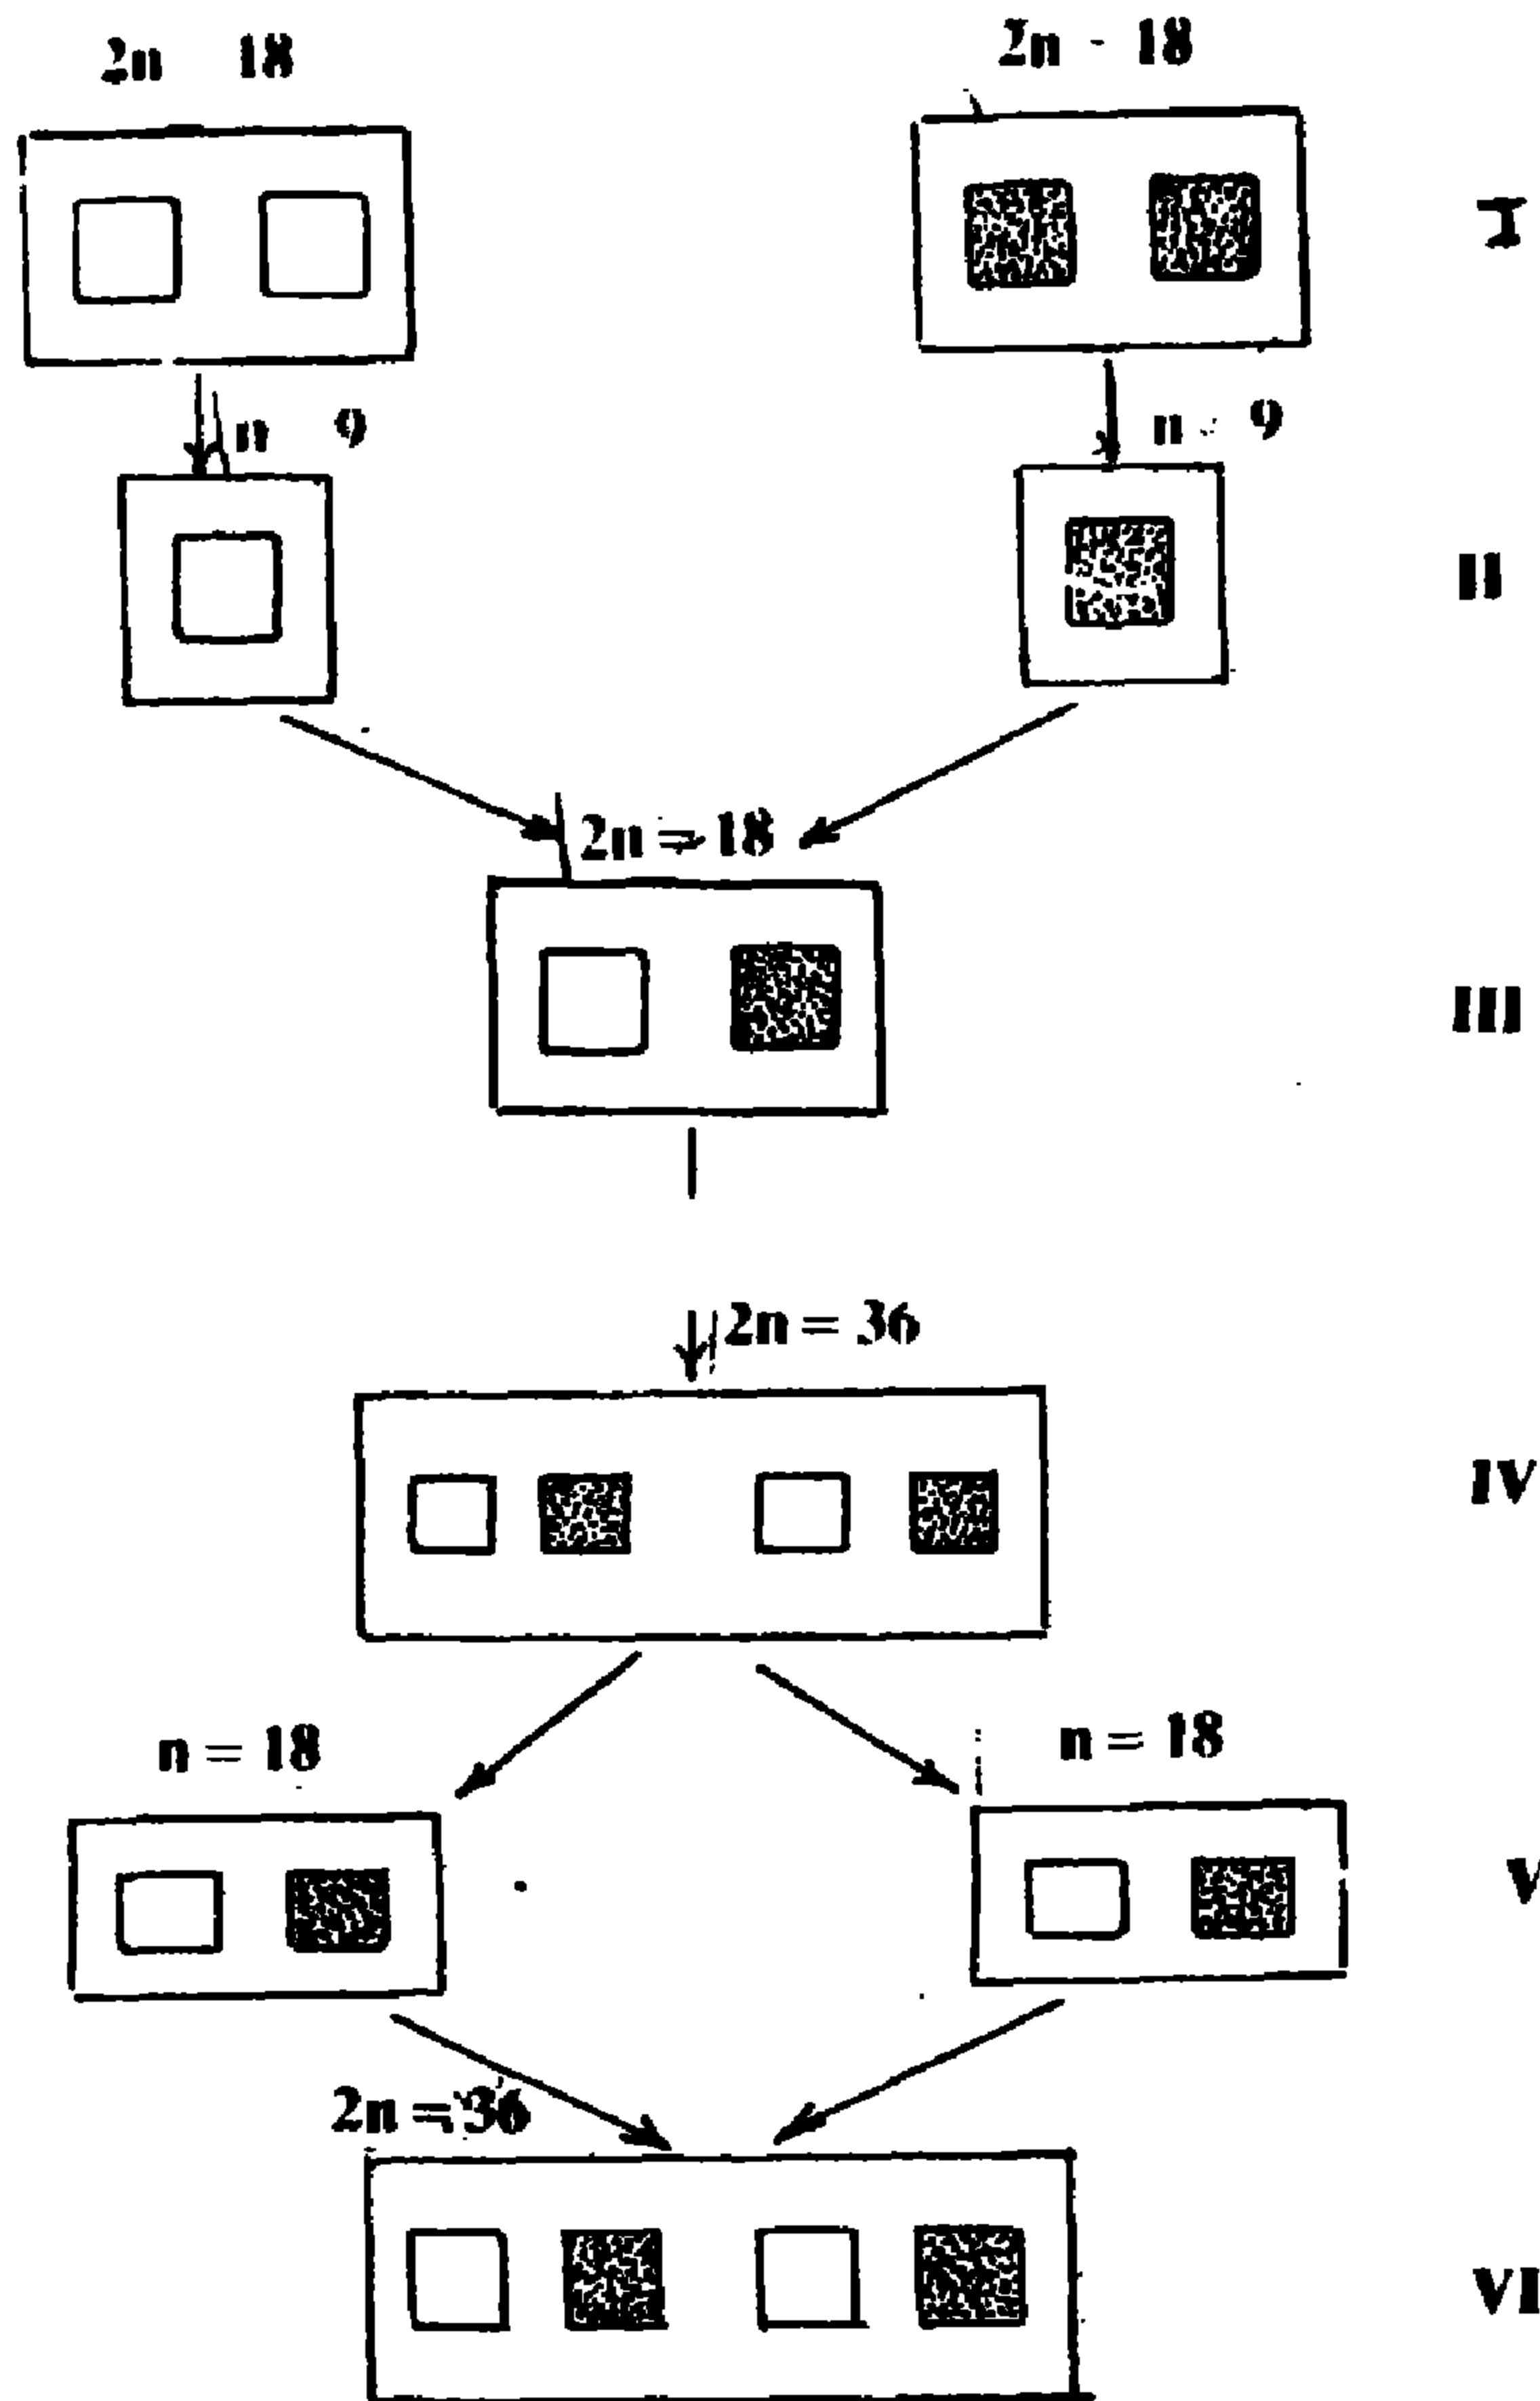 2n 18
2n - 18
I
n 9
n - 9
II
2n = 18
III
2n = 36
IV
n = 18
n = 18
V
2n = 36
VI